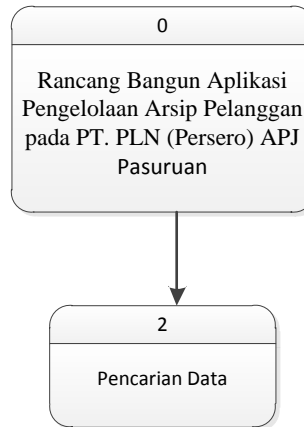 0
Rancang Bangun Aplikasi
Pengelolaan Arsip Pelanggan
pada PT. PLN (Persero) APJ
Pasuruan
2
Pencarian Data